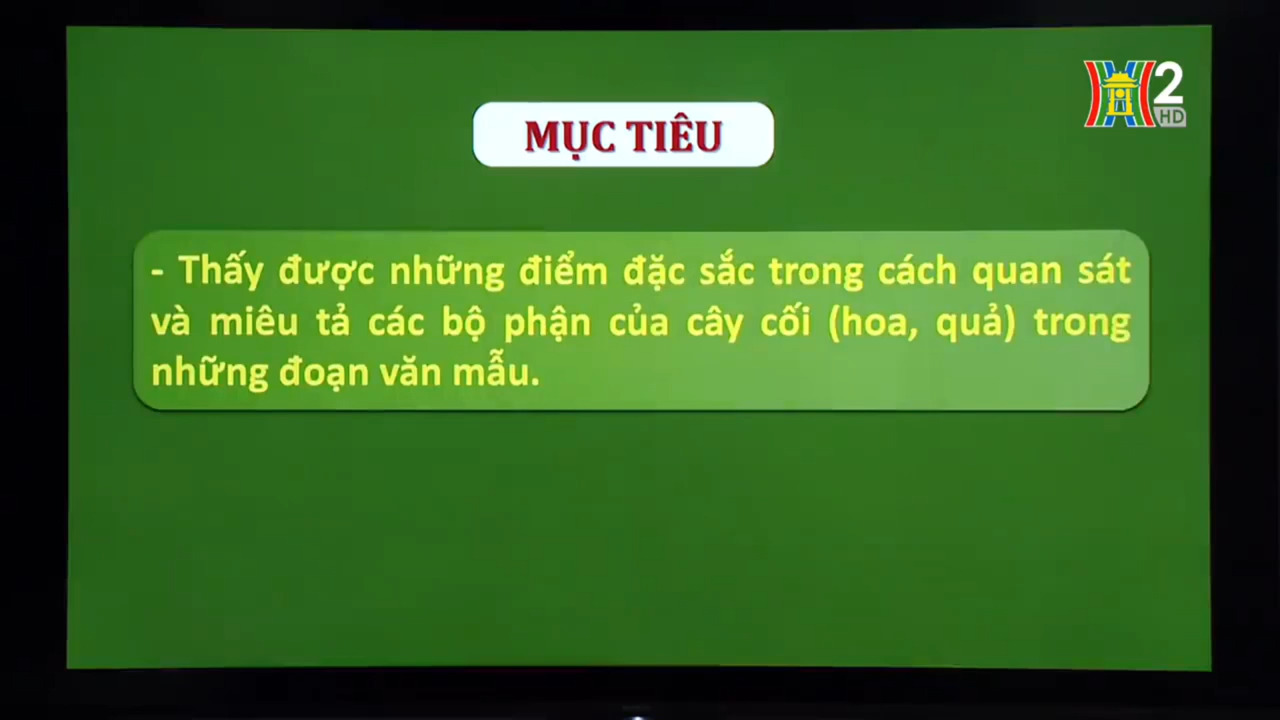 2
HD
MỤC TIÊU
- Thấy được những điểm đặc sắc trong cách quan sát
và miêu tả các bộ phận của cây cối (hoa, quả) trong
những đoạn văn mẫu.